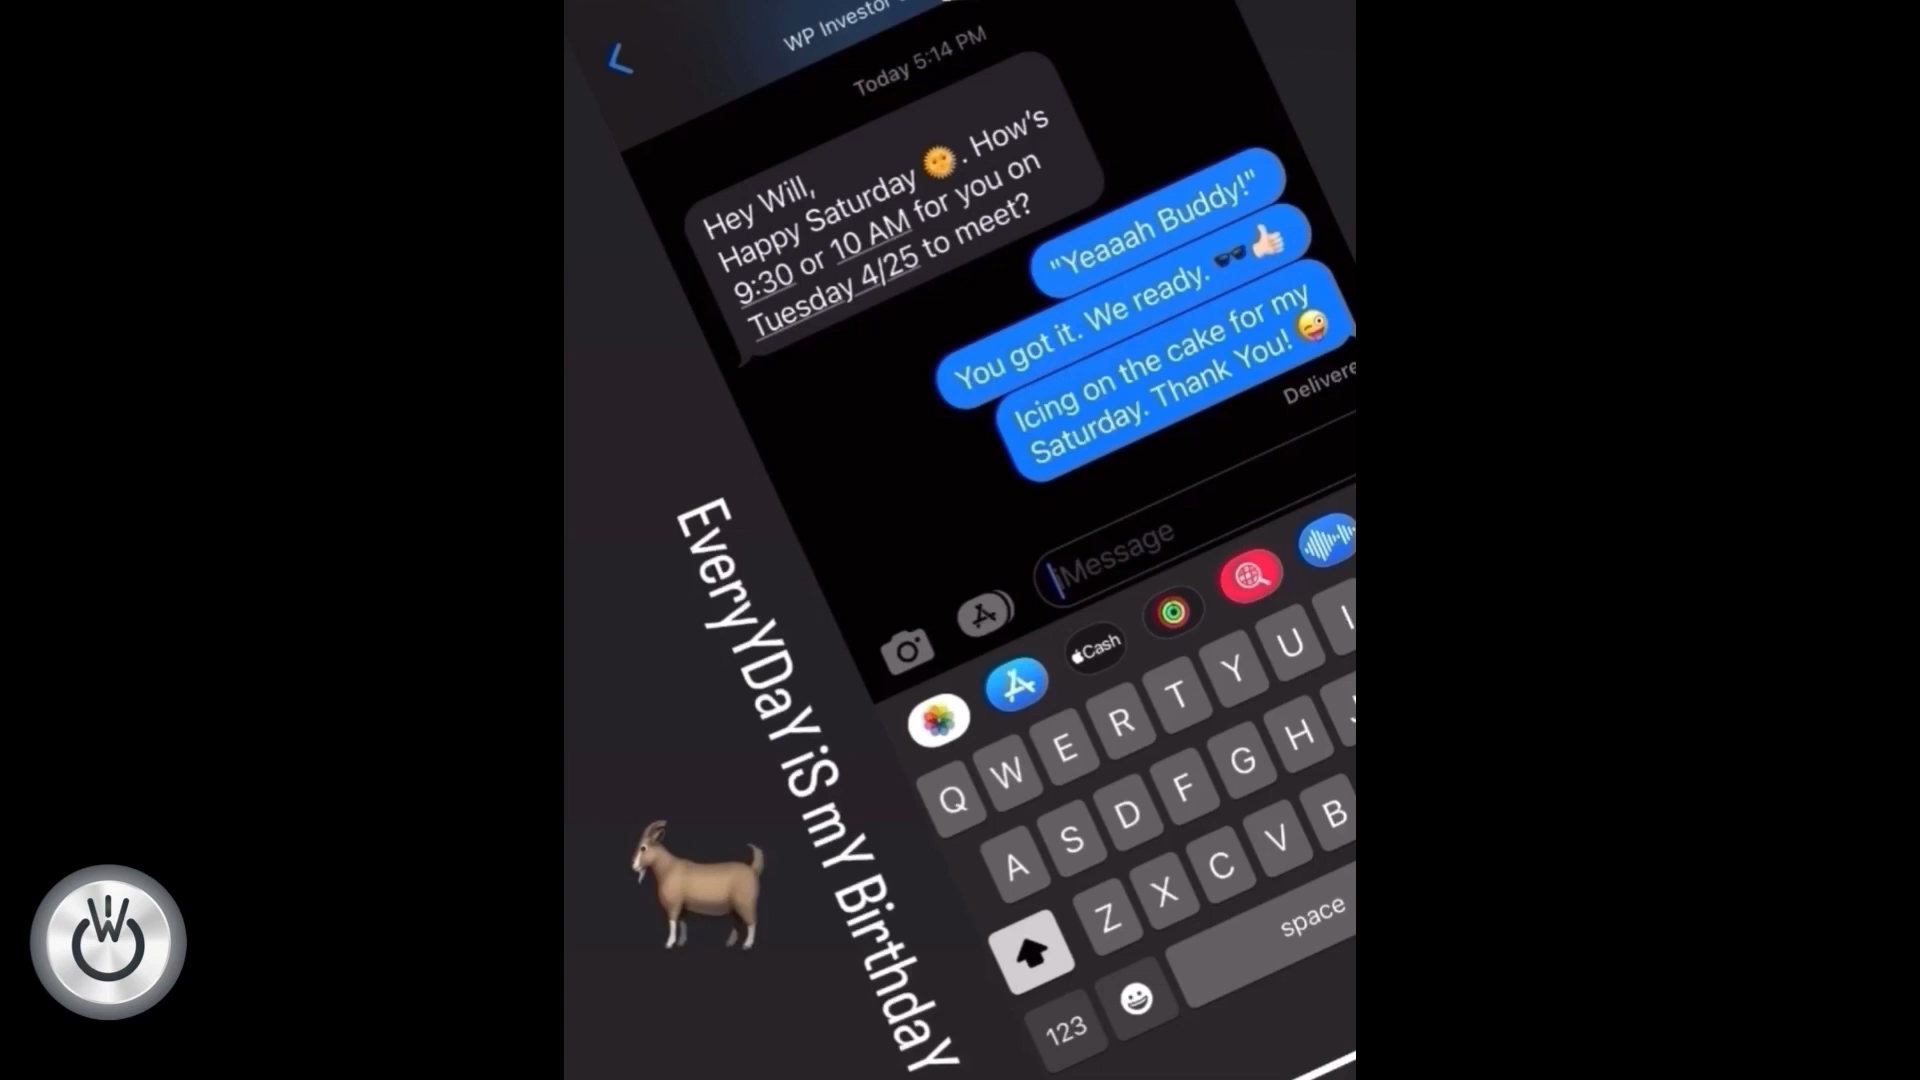 WP Investor
Today 5:14 PM
Hey Will,
Happy Saturday 🌞. How's
9:30 or 10 AM for you on
Tuesday 4/25 to meet?
"Yeaaah Buddy!"
You got it. We ready. 🕶👍🏻
Icing on the cake for my
Saturday. Thank You! 😜
iMessage
Cash
Q W E R T Y U I
A S D F G H J
Z X C V B
123
space
EveryYDaY iS mY BirthdaY
W